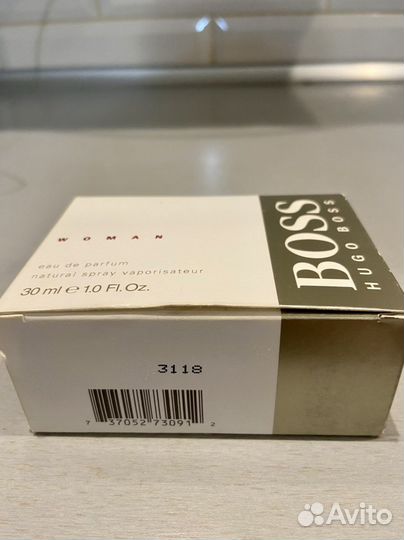 WOMAN
eau de parfum
natural spray vaporisateur
30 ml e 1.0 Fl.Oz.
BOSS
HUGO BOSS
3118
7 37052 73091 2
Avito